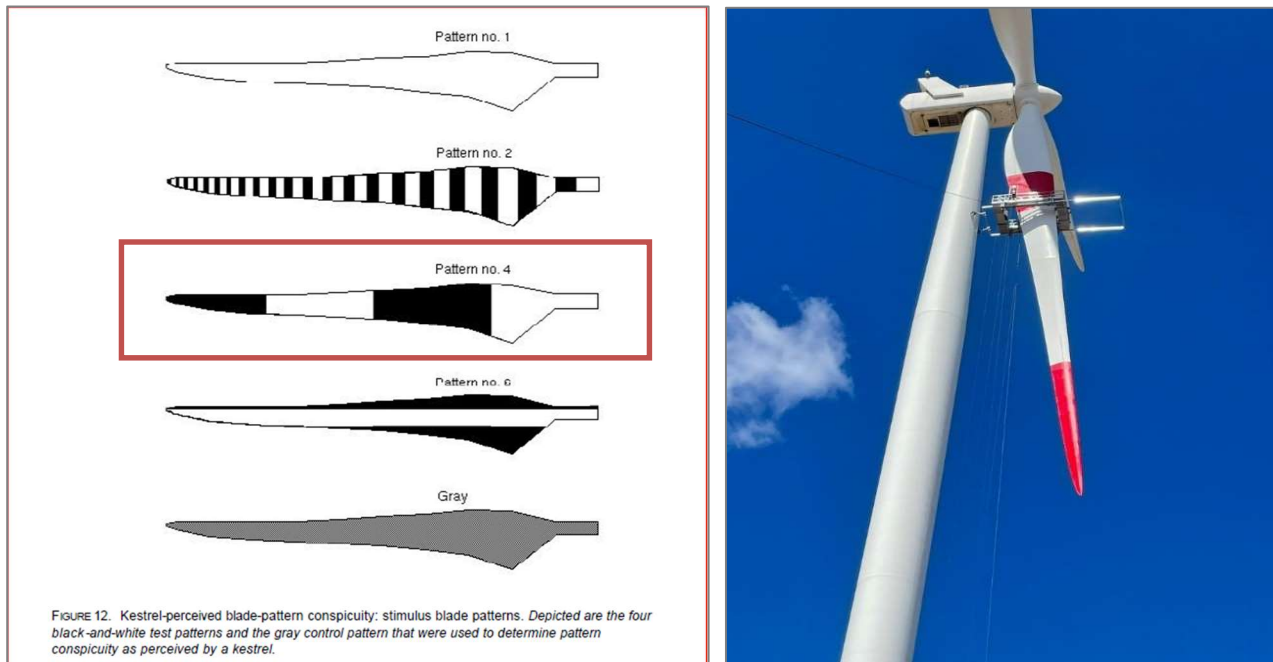 Pattern no. 1
Pattern no. 2
Pattern no. 4
Pattern no. 6
Gray
FIGURE 12. Kestrel-perceived blade-pattern conspicuity: stimulus blade patterns. Depicted are the four
black-and-white test patterns and the gray control pattern that were used to determine pattern
conspicuity as perceived by a kestrel.